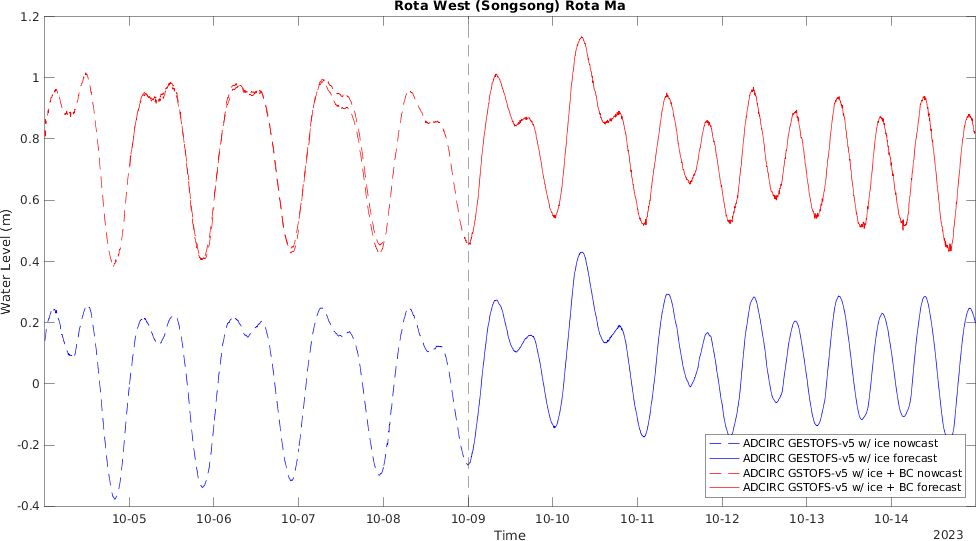 Rota West (Songsong) Rota Ma
Water Level (m)
1.2
1
0.8
0.6
0.4
0.2
0
-0.2
-0.4
10-05 10-06 10-07 10-08 10-09 10-10 10-11 10-12 10-13 10-14
Time
2023
ADCIRC GESTOFS-v5 w/ ice nowcast
ADCIRC GESTOFS-v5 w/ ice forecast
ADCIRC GSTOFS-v5 w/ ice + BC nowcast
ADCIRC GSTOFS-v5 w/ ice + BC forecast